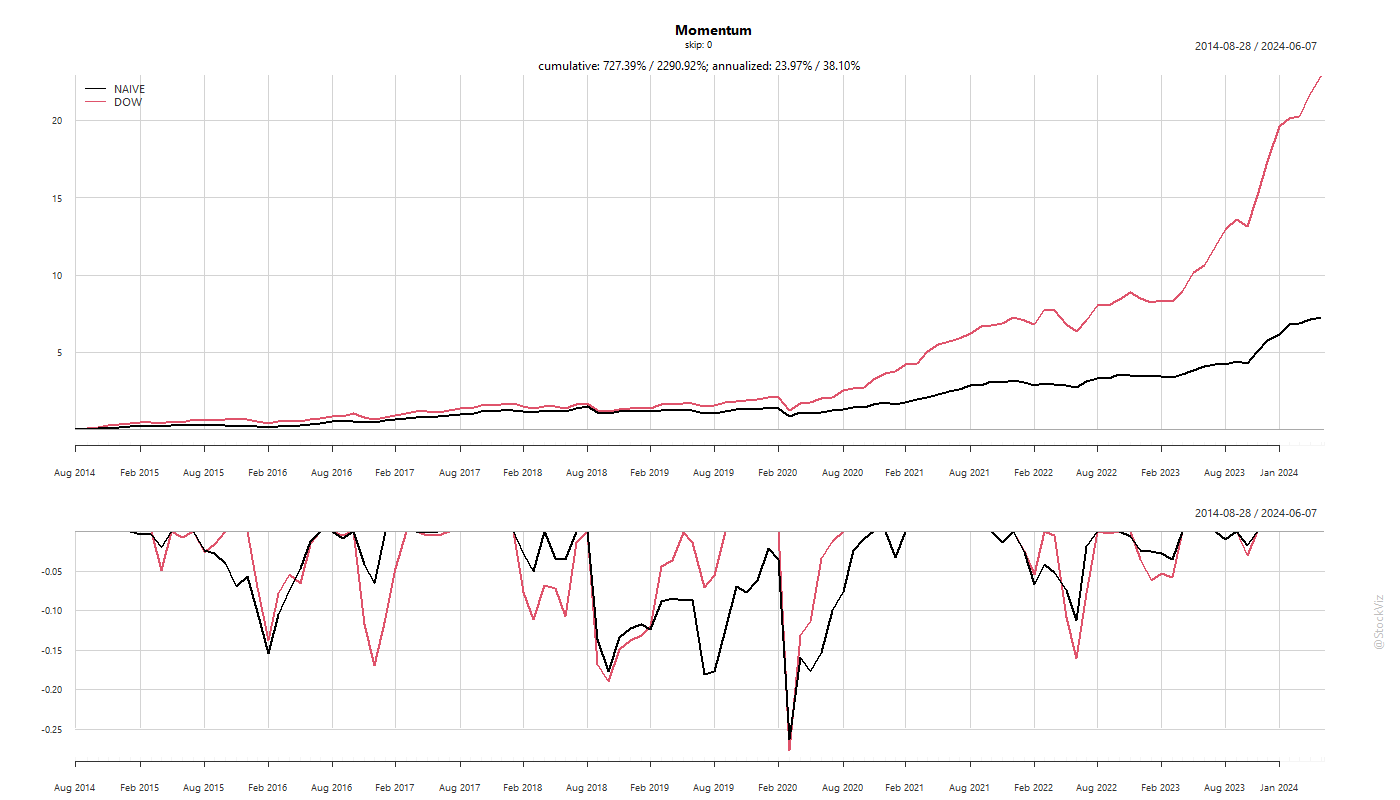 Momentum
skip: 0
2014-08-28 / 2024-06-07
cumulative: 727.39% / 2290.92%; annualized: 23.97% / 38.10%
NAIVE
DOW
20
15
10
5
Aug 2014 Feb 2015 Aug 2015 Feb 2016 Aug 2016 Feb 2017 Aug 2017 Feb 2018 Aug 2018 Feb 2019 Aug 2019 Feb 2020 Aug 2020 Feb 2021 Aug 2021 Feb 2022 Aug 2022 Feb 2023 Aug 2023 Jan 2024
2014-08-28 / 2024-06-07
-0.05
-0.10
-0.15
-0.20
-0.25
Aug 2014 Feb 2015 Aug 2015 Feb 2016 Aug 2016 Feb 2017 Aug 2017 Feb 2018 Aug 2018 Feb 2019 Aug 2019 Feb 2020 Aug 2020 Feb 2021 Aug 2021 Feb 2022 Aug 2022 Feb 2023 Aug 2023 Jan 2024
@StockViz